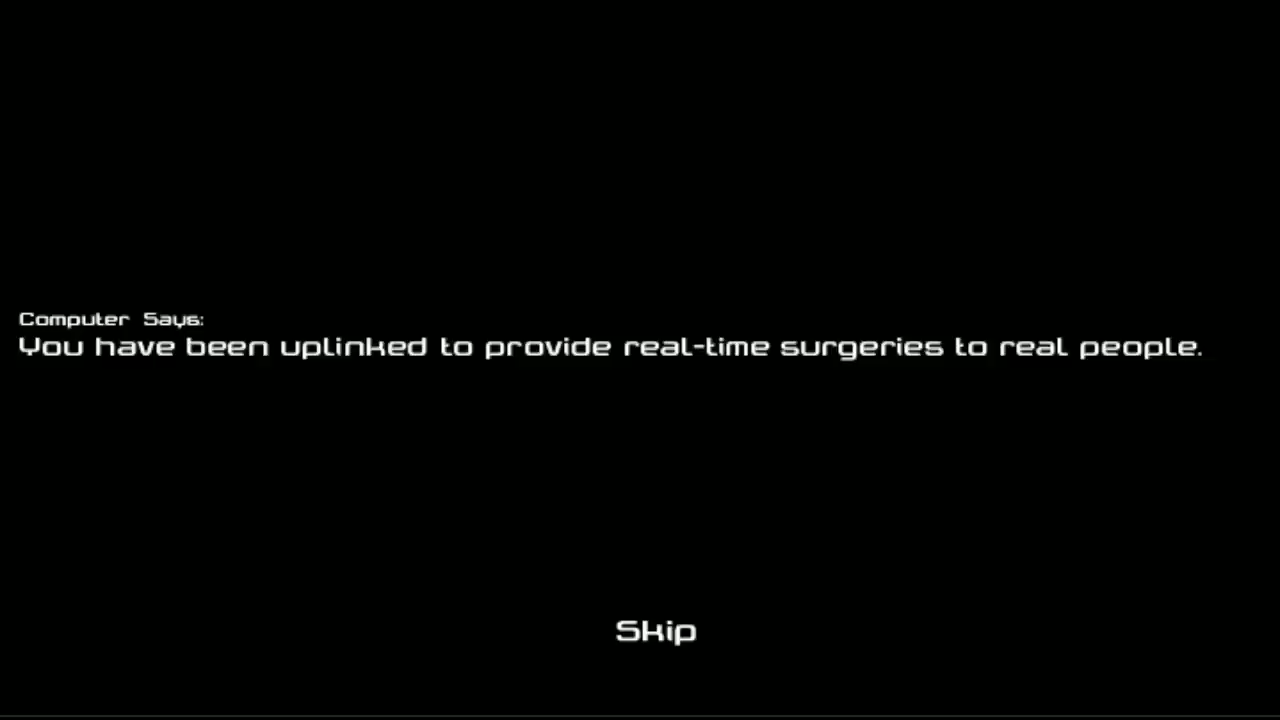 Computer Says:
You have been uplinked to provide real-time surgeries to real people.
Skip